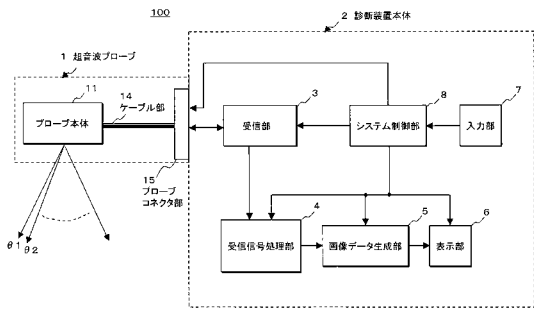 100
2 診断装置本体
1 超音波プローブ
11
14
ケーブル部
プローブ本体
3
受信部
8
システム制御部
7
入力部
15
プローブ
コネクタ部
θ1 θ2
4
受信信号処理部
5
画像データ生成部
6
表示部